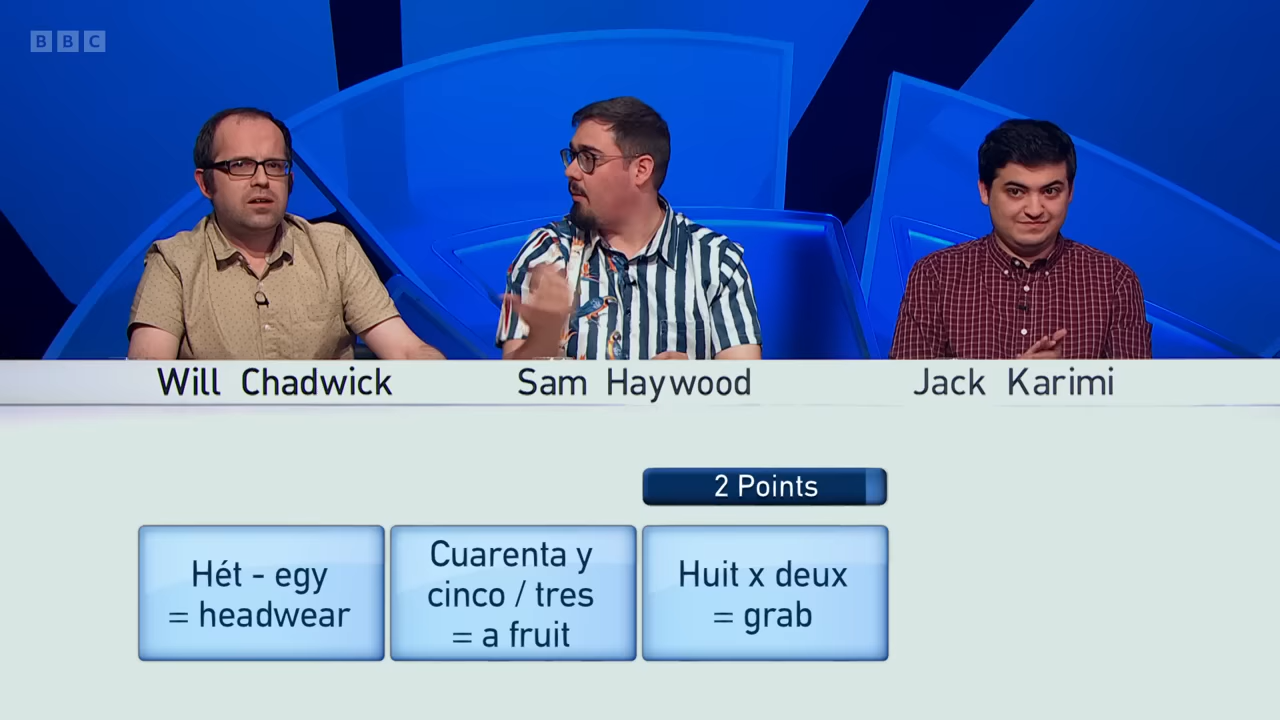 BBC
Will Chadwick
Sam Haywood
Jack Karimi
2 Points
Hét - egy
= headwear
Cuarenta y
cinco / tres
= a fruit
Huit x deux
= grab